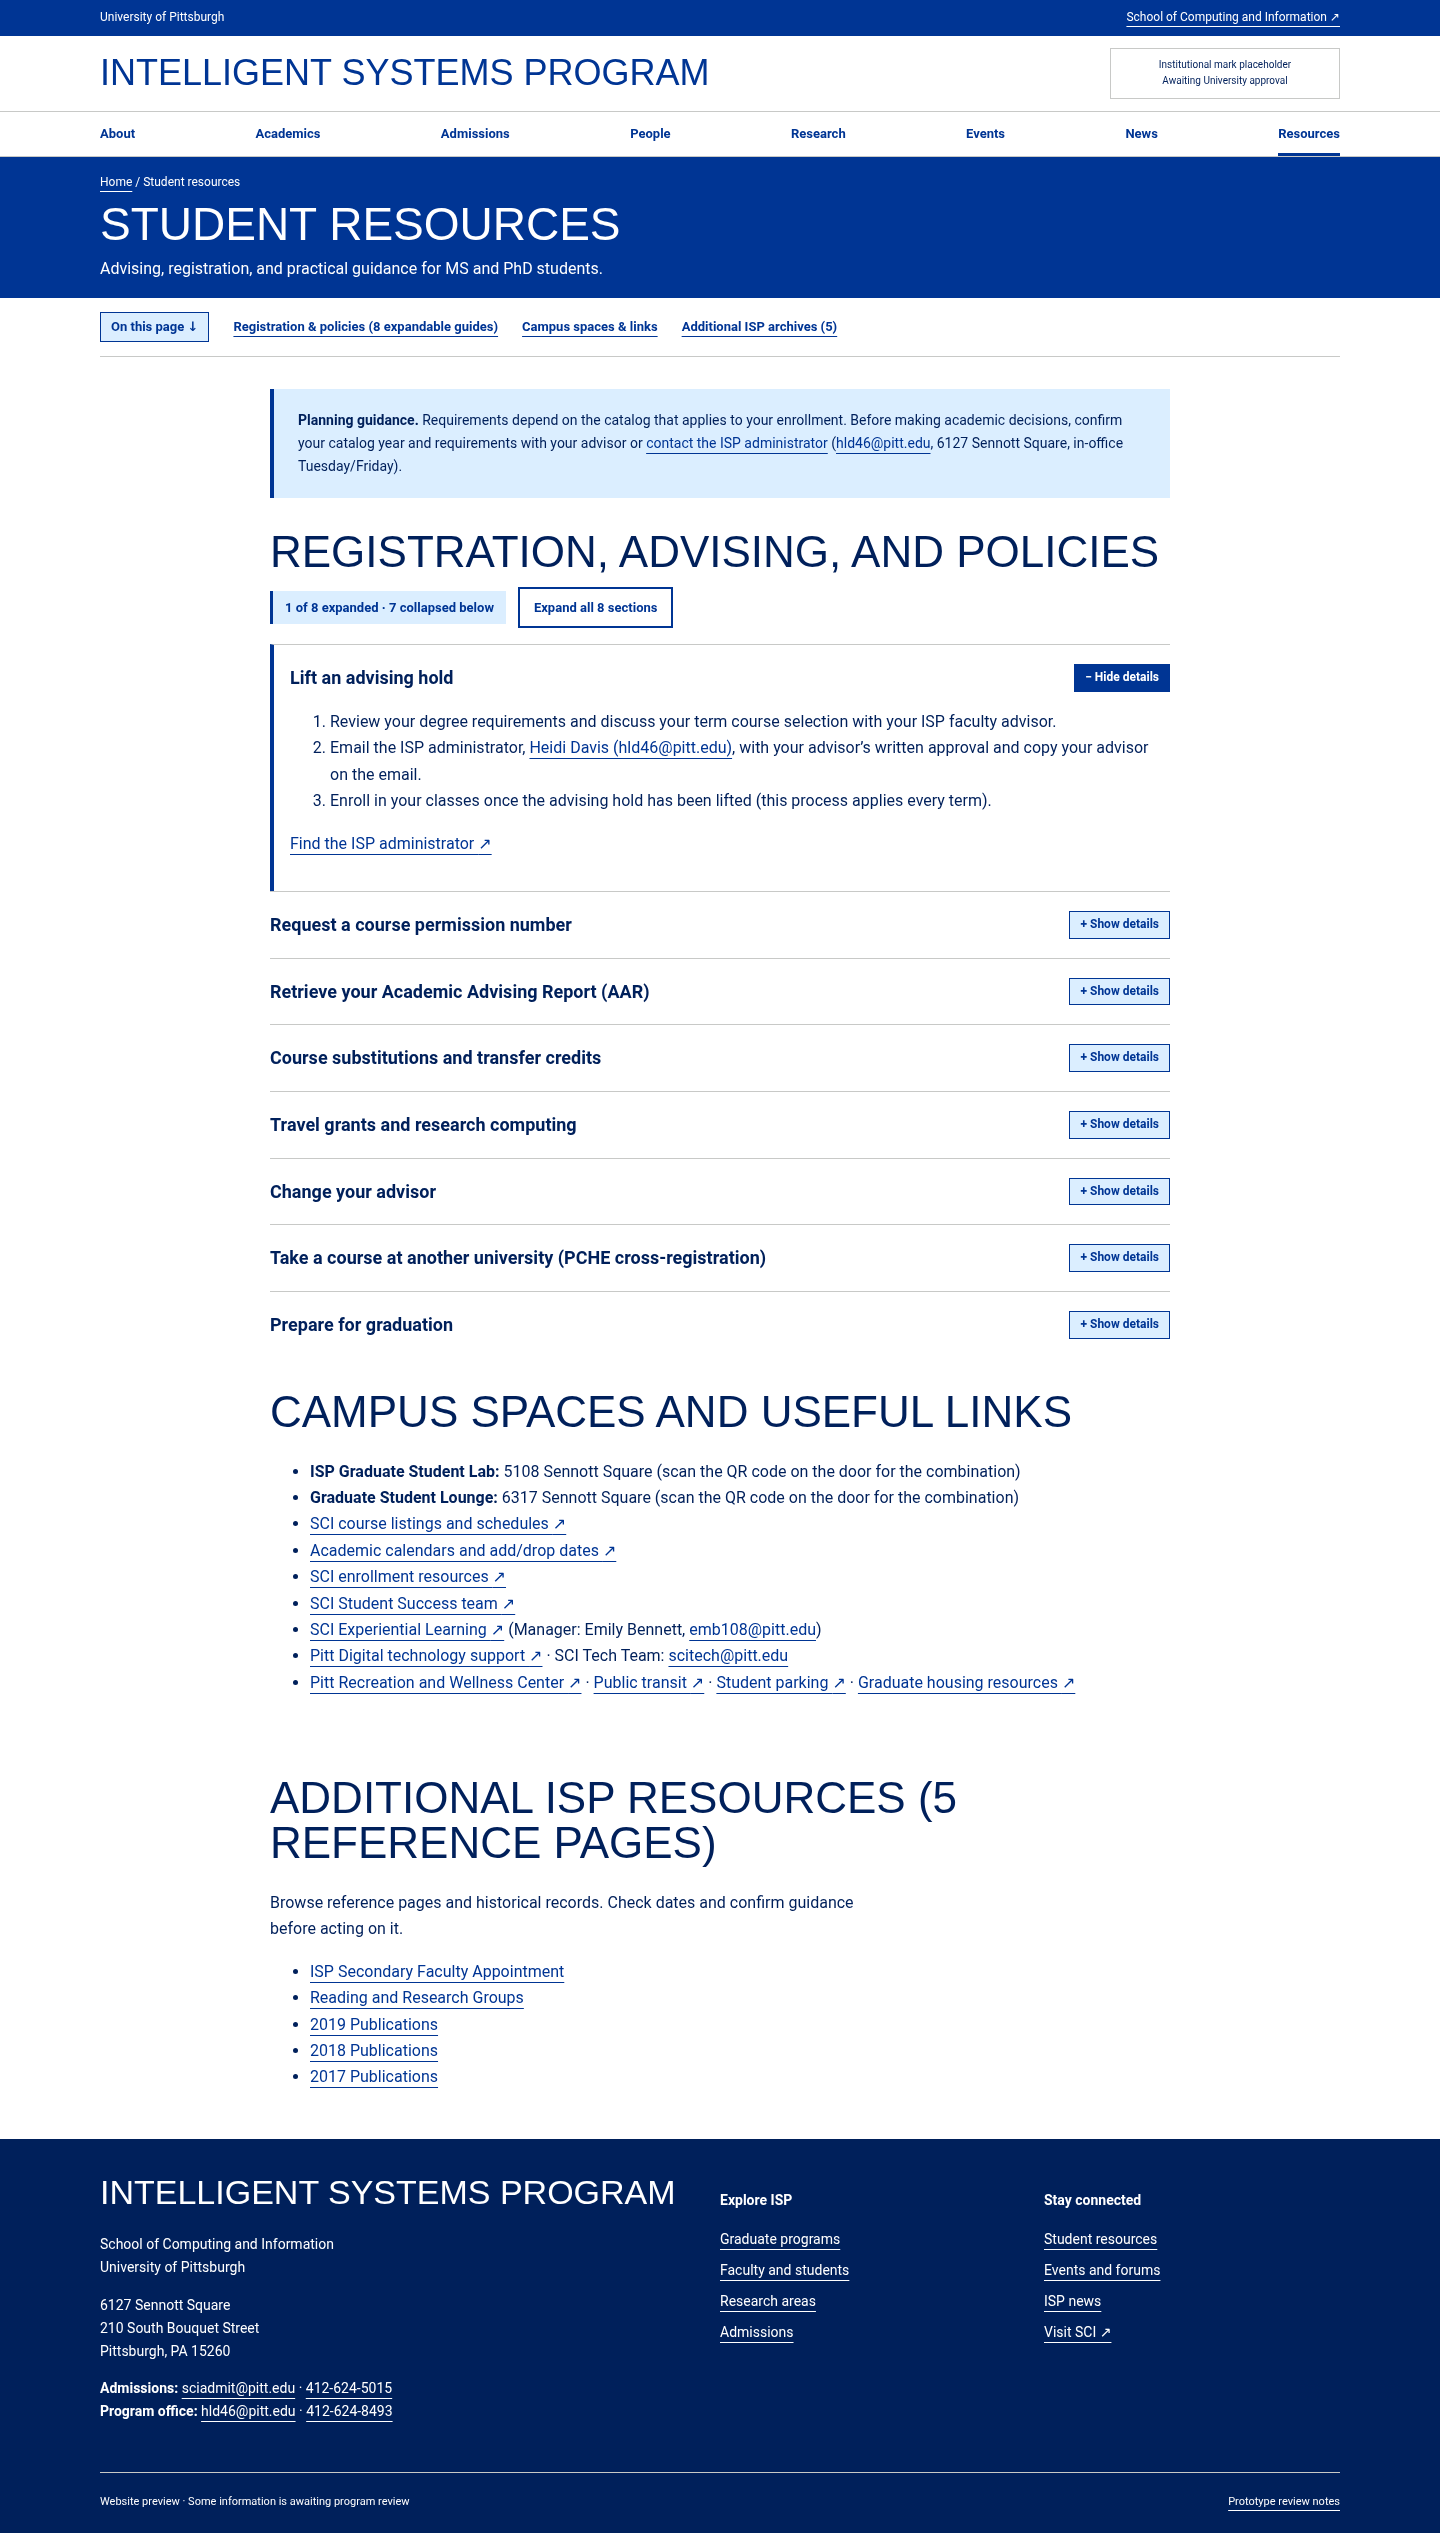 University of Pittsburgh
School of Computing and Information ↗
INTELLIGENT SYSTEMS PROGRAM
Institutional mark placeholder
Awaiting University approval
About
Academics
Admissions
People
Research
Events
News
Resources
Home / Student resources
STUDENT RESOURCES
Advising, registration, and practical guidance for MS and PhD students.
On this page ↓
Registration & policies (8 expandable guides)
Campus spaces & links
Additional ISP archives (5)
Planning guidance. Requirements depend on the catalog that applies to your enrollment. Before making academic decisions, confirm
your catalog year and requirements with your advisor or contact the ISP administrator (hld46@pitt.edu, 6127 Sennott Square, in-office
Tuesday/Friday).
REGISTRATION, ADVISING, AND POLICIES
1 of 8 expanded · 7 collapsed below
Expand all 8 sections
Lift an advising hold
− Hide details
1. Review your degree requirements and discuss your term course selection with your ISP faculty advisor.
2. Email the ISP administrator, Heidi Davis (hld46@pitt.edu), with your advisor’s written approval and copy your advisor
on the email.
3. Enroll in your classes once the advising hold has been lifted (this process applies every term).
Find the ISP administrator ↗
Request a course permission number
+ Show details
Retrieve your Academic Advising Report (AAR)
+ Show details
Course substitutions and transfer credits
+ Show details
Travel grants and research computing
+ Show details
Change your advisor
+ Show details
Take a course at another university (PCHE cross-registration)
+ Show details
Prepare for graduation
+ Show details
CAMPUS SPACES AND USEFUL LINKS
• ISP Graduate Student Lab: 5108 Sennott Square (scan the QR code on the door for the combination)
• Graduate Student Lounge: 6317 Sennott Square (scan the QR code on the door for the combination)
• SCI course listings and schedules ↗
• Academic calendars and add/drop dates ↗
• SCI enrollment resources ↗
• SCI Student Success team ↗
• SCI Experiential Learning ↗ (Manager: Emily Bennett, emb108@pitt.edu)
• Pitt Digital technology support ↗ · SCI Tech Team: scitech@pitt.edu
• Pitt Recreation and Wellness Center ↗ · Public transit ↗ · Student parking ↗ · Graduate housing resources ↗
ADDITIONAL ISP RESOURCES (5
REFERENCE PAGES)
Browse reference pages and historical records. Check dates and confirm guidance
before acting on it.
• ISP Secondary Faculty Appointment
• Reading and Research Groups
• 2019 Publications
• 2018 Publications
• 2017 Publications
INTELLIGENT SYSTEMS PROGRAM
School of Computing and Information
University of Pittsburgh
6127 Sennott Square
210 South Bouquet Street
Pittsburgh, PA 15260
Admissions: sciadmit@pitt.edu · 412-624-5015
Program office: hld46@pitt.edu · 412-624-8493
Explore ISP
Graduate programs
Faculty and students
Research areas
Admissions
Stay connected
Student resources
Events and forums
ISP news
Visit SCI ↗
Website preview · Some information is awaiting program review
Prototype review notes